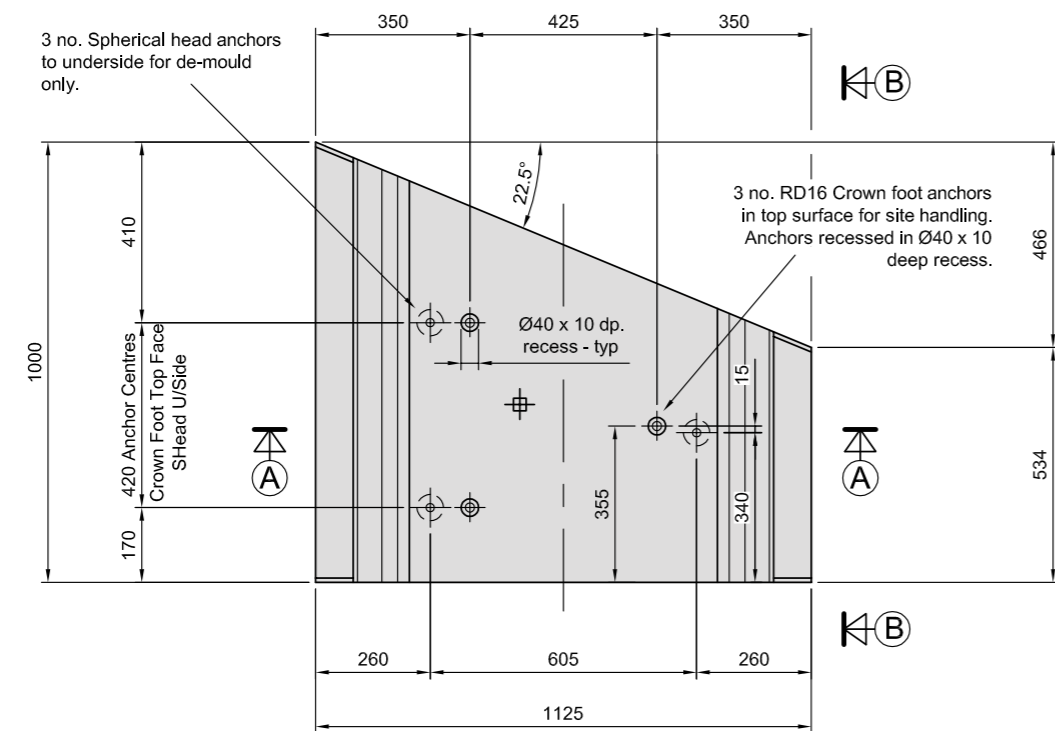 350
425
350
3 no. Spherical head anchors
to underside for de-mould
only.
B
22.5°
3 no. RD16 Crown foot anchors
in top surface for site handling.
Anchors recessed in Ø40 x 10
deep recess.
410
466
1000
420 Anchor Centres
Crown Foot Top Face
SHead U/Side
Ø40 x 10 dp.
recess - typ
15
A
A
355
340
534
170
B
260
605
260
1125